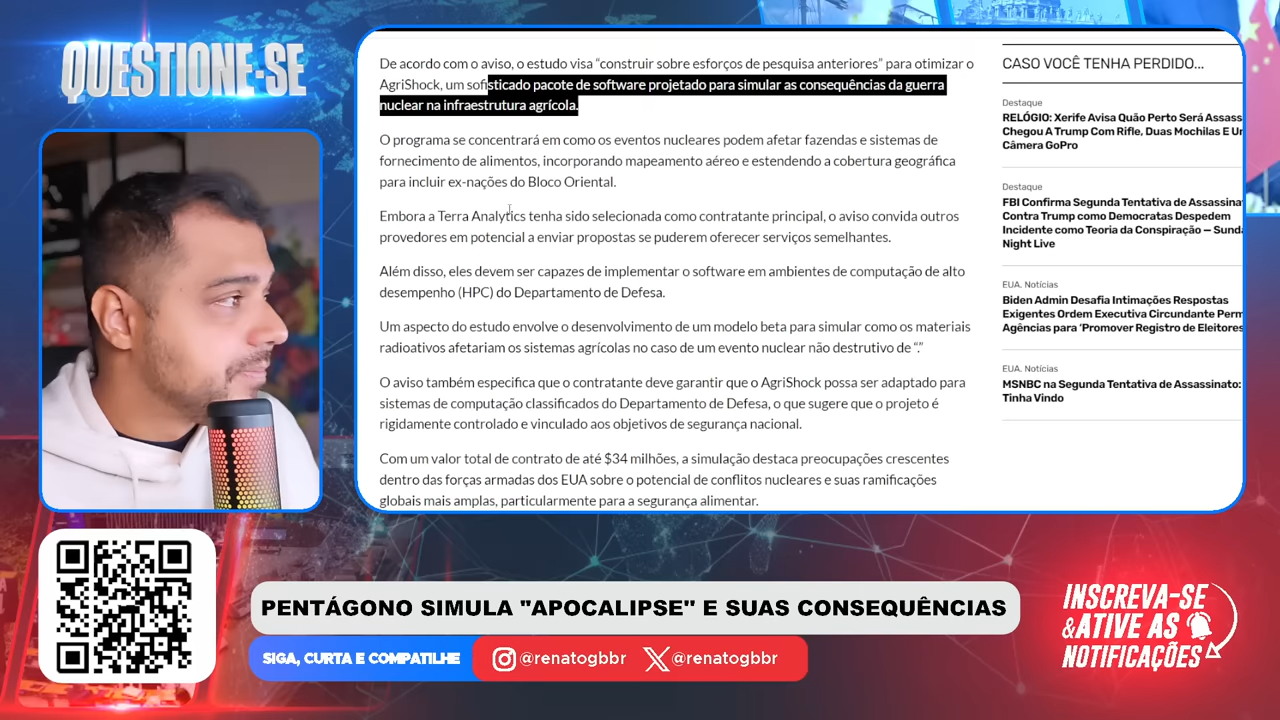 QUESTIONE-SE
De acordo com o aviso, o estudo visa “construir sobre esforços de pesquisa anteriores” para otimizar o
AgriShock, um sofisticado pacote de software projetado para simular as consequências da guerra
nuclear na infraestrutura agrícola.
O programa se concentrará em como os eventos nucleares podem afetar fazendas e sistemas de
fornecimento de alimentos, incorporando mapeamento aéreo e estendendo a cobertura geográfica
para incluir ex-nações do Bloco Oriental.
Embora a Terra Analytics tenha sido selecionada como contratante principal, o aviso convida outros
provedores em potencial a enviar propostas se puderem oferecer serviços semelhantes.
Além disso, eles devem ser capazes de implementar o software em ambientes de computação de alto
desempenho (HPC) do Departamento de Defesa.
Um aspecto do estudo envolve o desenvolvimento de um modelo beta para simular como os materiais
radioativos afetariam os sistemas agrícolas no caso de um evento nuclear não destrutivo de “.”
O aviso também especifica que o contratante deve garantir que o AgriShock possa ser adaptado para
sistemas de computação classificados do Departamento de Defesa, o que sugere que o projeto é
rigidamente controlado e vinculado aos objetivos de segurança nacional.
Com um valor total de contrato de até $34 milhões, a simulação destaca preocupações crescentes
dentro das forças armadas dos EUA sobre o potencial de conflitos nucleares e suas ramificações
globais mais amplas, particularmente para a segurança alimentar.
CASO VOCÊ TENHA PERDIDO...
Destaque
RELÓGIO: Xerife Avisa Quão Perto Será Assass
Chegou A Trump Com Rifle, Duas Mochilas E Ur
Câmera GoPro
Destaque
FBI Confirma Segunda Tentativa de Assassinat
Contra Trump como Democratas Despedem
Incidente como Teoria da Conspiração — Sunda
Night Live
EUA. Notícias
Biden Admin Desafia Intimações Respostas
Exigentes Ordem Executiva Circundante Perm
Agências para ‘Promover Registro de Eleitores
EUA. Notícias
MSNBC na Segunda Tentativa de Assassinato:
Tinha Vindo
PENTÁGONO SIMULA "APOCALIPSE" E SUAS CONSEQUÊNCIAS
SIGA, CURTA E COMPATILHE
@renatogbbr
@renatogbbr
INSCREVA-SE
&ATIVE AS
NOTIFICAÇÕES